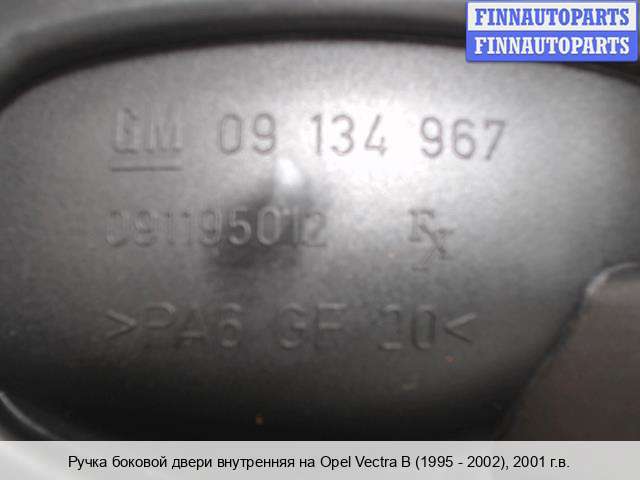 FINNAUTOPARTS
FINNAUTOPARTS
GM 09 134 967
091195012
>PA6 GF 20<
Ручка боковой двери внутренняя на Opel Vectra B (1995 - 2002), 2001 г.в.